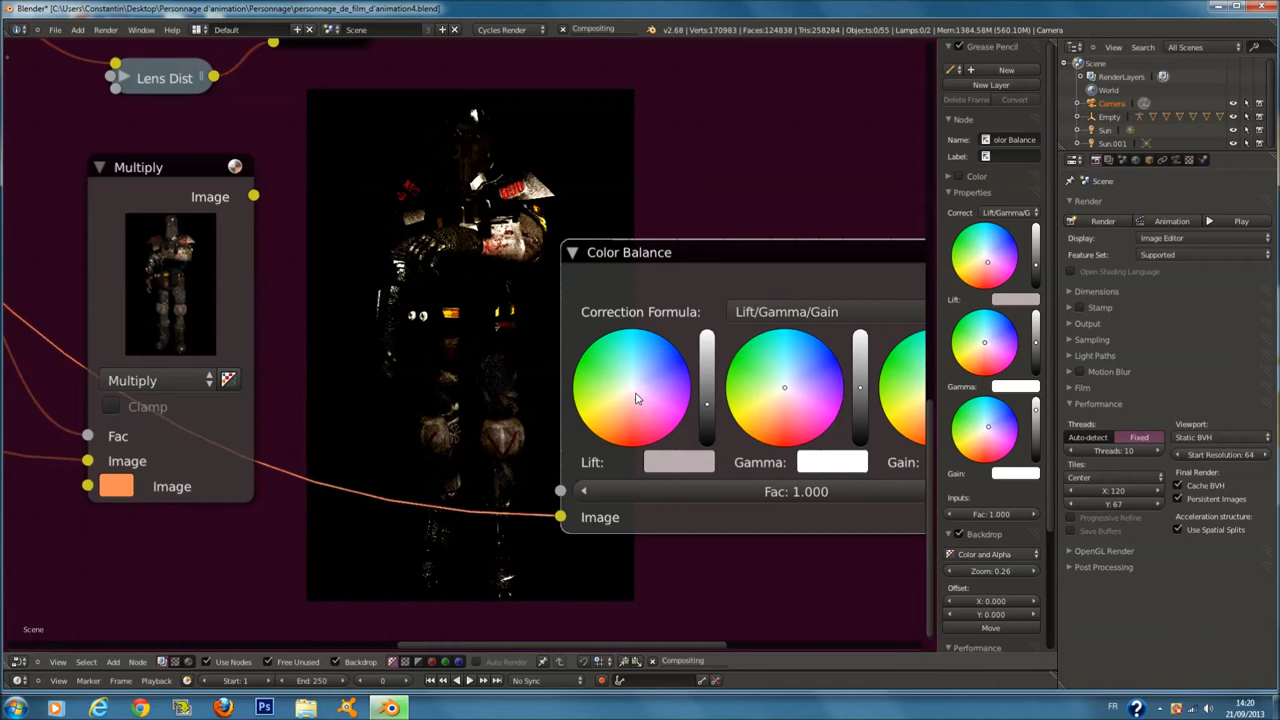 Blender* [C:\Users\Constantin\Desktop\Personnage d'animation\Personnage\personnage_de_film_d'animation4.blend]
File Add Render Window Help Default Scene 3 Cycles Render Compositing v2.68 | Verts:170983 | Faces:124838 | Tris:258284 | Objects:0/55 | Lamps:0/2 | Mem:1384.58M (560.10M) | Camera
Lens Dist
Multiply
Image
Multiply
Clamp
Fac
Image
Image
Color Balance
Correction Formula: Lift/Gamma/Gain
Lift: Gamma: Gain:
Fac: 1.000
Image
Scene
Grease Pencil
New
New Layer
Delete Frame Convert
Node
Name: olor Balance
Label:
Color
Properties
Correct Lift/Gamma/G
Lift:
Gamma:
Gain:
Inputs:
Fac: 1.000
Backdrop
Color and Alpha
Zoom: 0.26
Offset:
X: 0.000
Y: 0.000
Move
Performance
View Search All Scenes
Scene
RenderLayers
World
Camera
Empty
Sun
Sun.001
Scene
Render
Render Animation Play
Display: Image Editor
Feature Set: Supported
Open Shading Language
Dimensions
Stamp
Output
Sampling
Light Paths
Motion Blur
Film
Performance
Threads: Viewport:
Auto-detect Fixed Static BVH
Threads: 10 Start Resolution: 64
Tiles: Final Render:
Center Cache BVH
X: 120 Persistent Images
Y: 67 Acceleration structure:
Progressive Refine Use Spatial Splits
Save Buffers
OpenGL Render
Post Processing
View Select Add Node Use Nodes Free Unused Backdrop Auto Render Compositing
View Marker Frame Playback Start: 1 End: 250 0 No Sync
Ps FR 14:20
21/09/2013